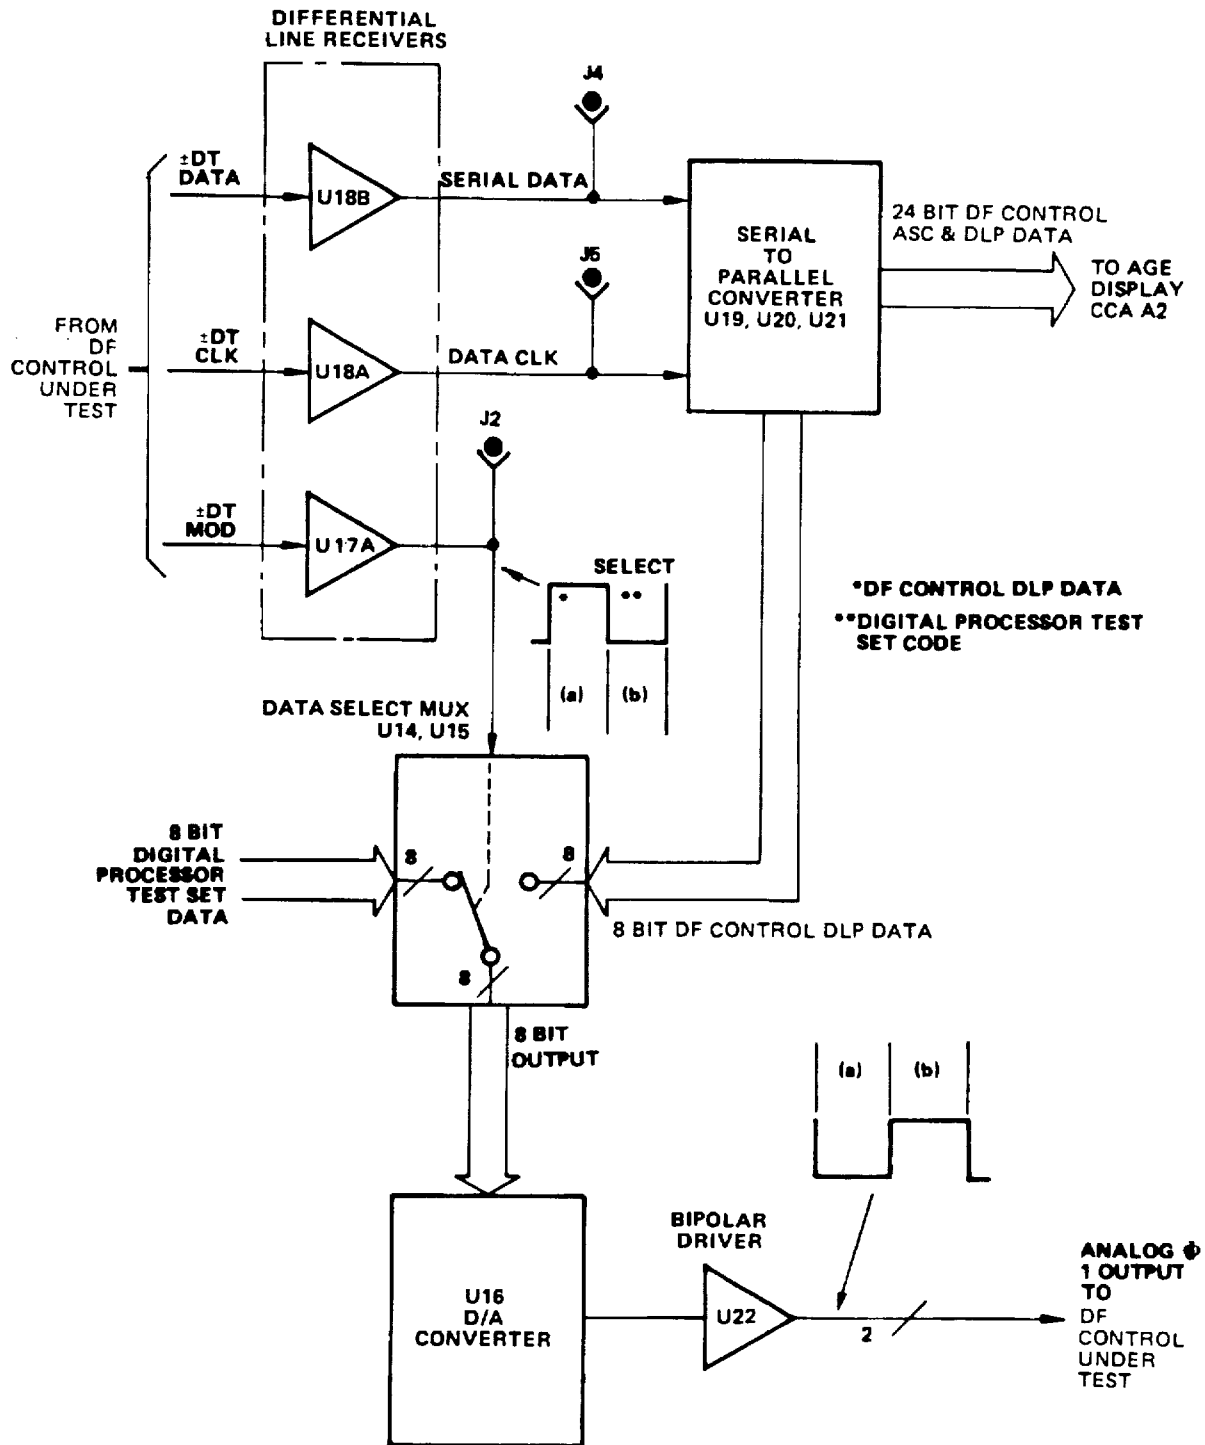 DIFFERENTIAL
LINE RECEIVERS
J4
±DT
DATA
U18B
SERIAL DATA
J5
SERIAL
TO
PARALLEL
CONVERTER
U19, U20, U21
24 BIT DF CONTROL
ASC & DLP DATA
TO AGE
DISPLAY
CCA A2
FROM
DF
CONTROL
UNDER
TEST
±DT
CLK
U18A
DATA CLK
J2
±DT
MOD
U17A
SELECT
*
**
(a)
(b)
*DF CONTROL DLP DATA
**DIGITAL PROCESSOR TEST
SET CODE
DATA SELECT MUX
U14, U15
8 BIT
DIGITAL
PROCESSOR
TEST SET
DATA
8
8
8
8 BIT DF CONTROL DLP DATA
8 BIT
OUTPUT
(a)
(b)
U16
D/A
CONVERTER
BIPOLAR
DRIVER
U22
2
ANALOG Φ
1 OUTPUT
TO
DF
CONTROL
UNDER
TEST